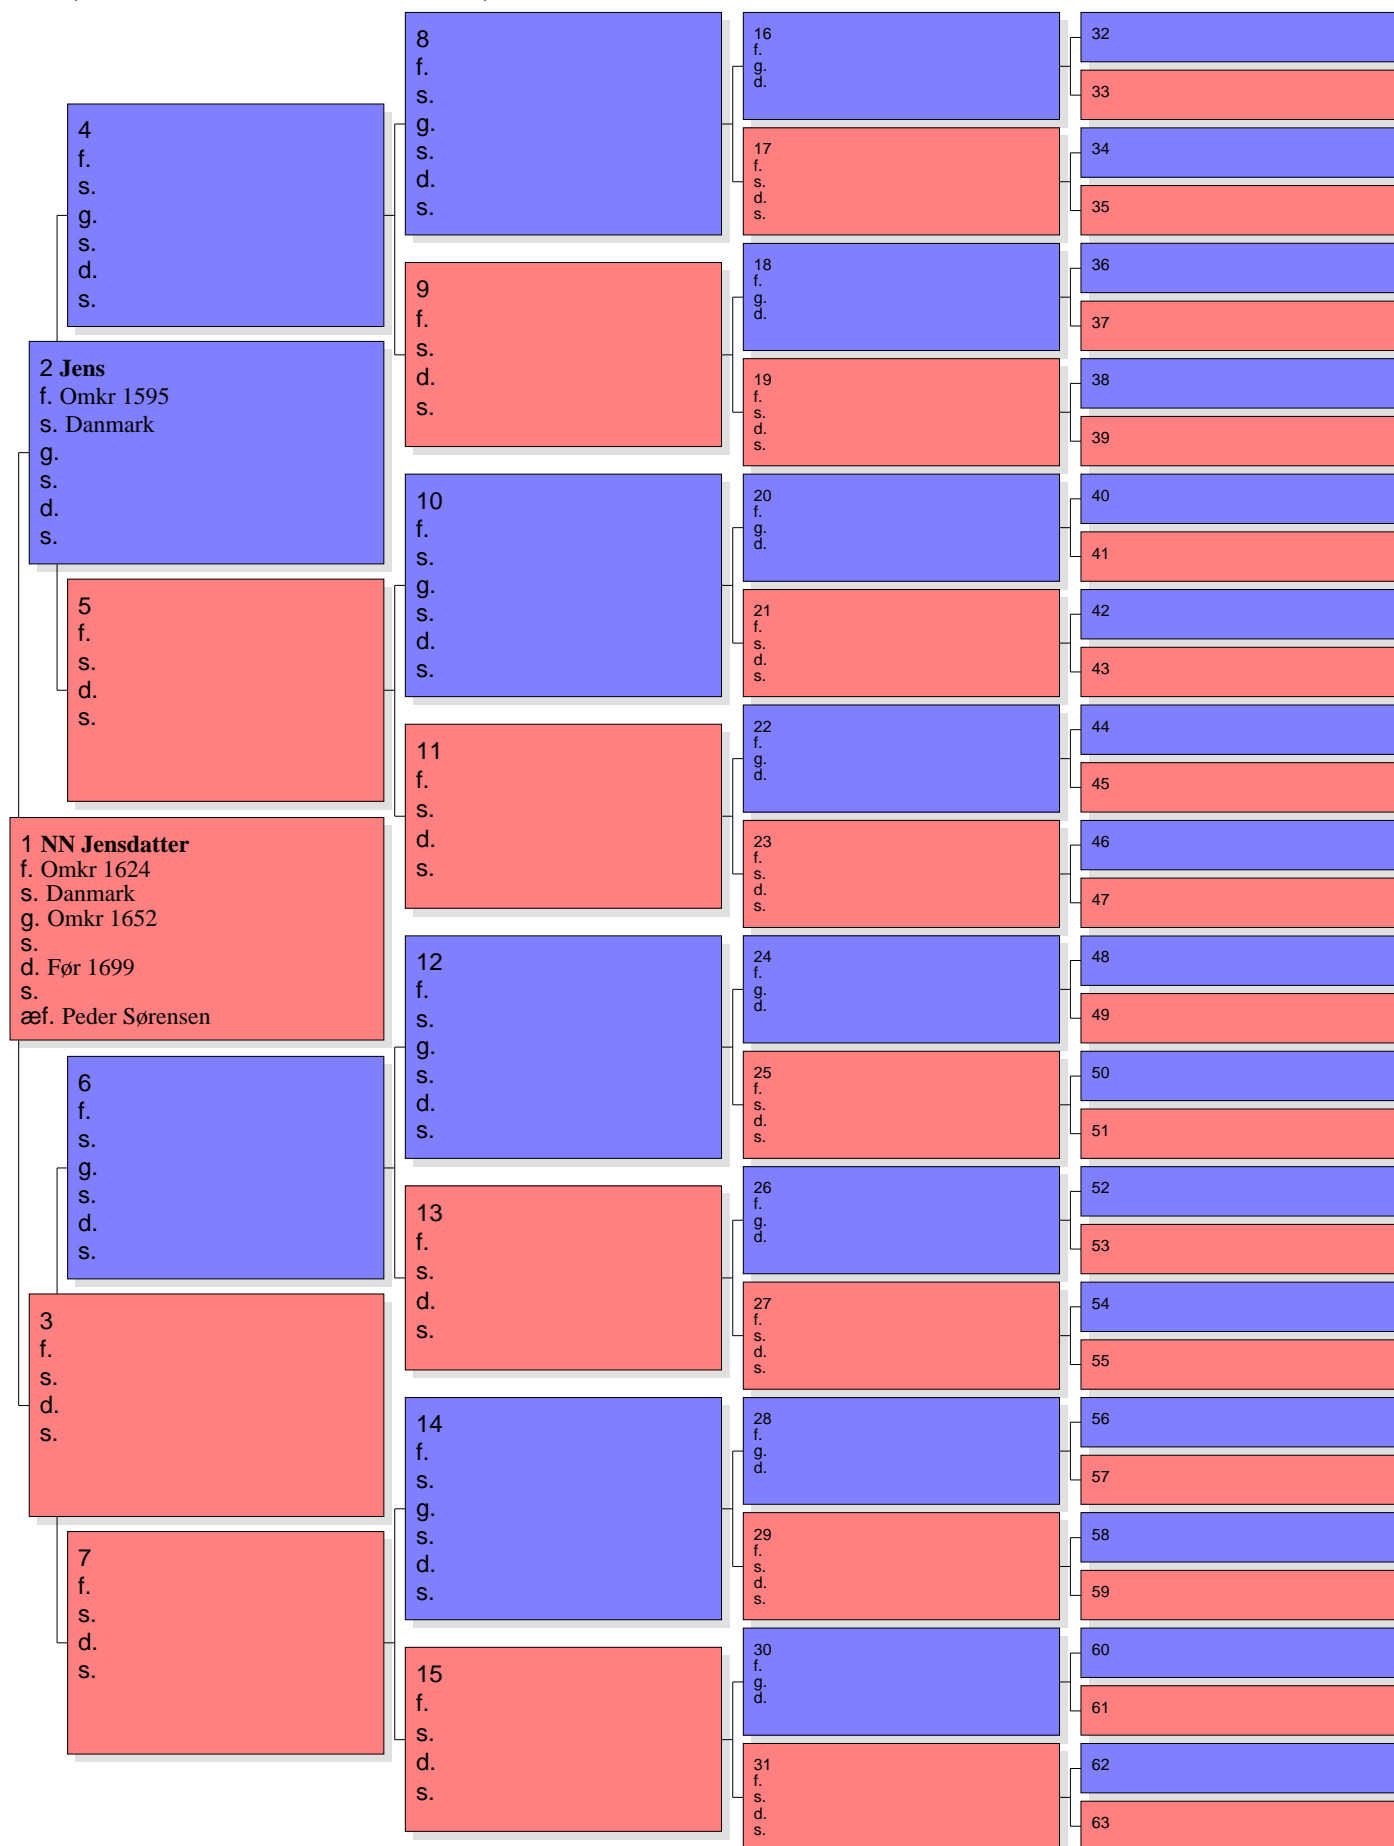 4
f.
s.
g.
s.
d.
s.
2 Jens
f. Omkr 1595
s. Danmark
g.
s.
d.
s.
5
f.
s.
d.
s.
1 NN Jensdatter
f. Omkr 1624
s. Danmark
g. Omkr 1652
s.
d. Før 1699
s.
æf. Peder Sørensen
6
f.
s.
g.
s.
d.
s.
3
f.
s.
d.
s.
7
f.
s.
d.
s.
8
f.
s.
g.
s.
d.
s.
9
f.
s.
d.
s.
10
f.
s.
g.
s.
d.
s.
11
f.
s.
d.
s.
12
f.
s.
g.
s.
d.
s.
13
f.
s.
d.
s.
14
f.
s.
g.
s.
d.
s.
15
f.
s.
d.
s.
16
f.
g.
d.
17
f.
s.
d.
s.
18
f.
g.
d.
19
f.
s.
d.
s.
20
f.
g.
d.
21
f.
s.
d.
s.
22
f.
g.
d.
23
f.
s.
d.
s.
24
f.
g.
d.
25
f.
s.
d.
s.
26
f.
g.
d.
27
f.
s.
d.
s.
28
f.
g.
d.
29
f.
s.
d.
s.
30
f.
g.
d.
31
f.
s.
d.
s.
32
33
34
35
36
37
38
39
40
41
42
43
44
45
46
47
48
49
50
51
52
53
54
55
56
57
58
59
60
61
62
63